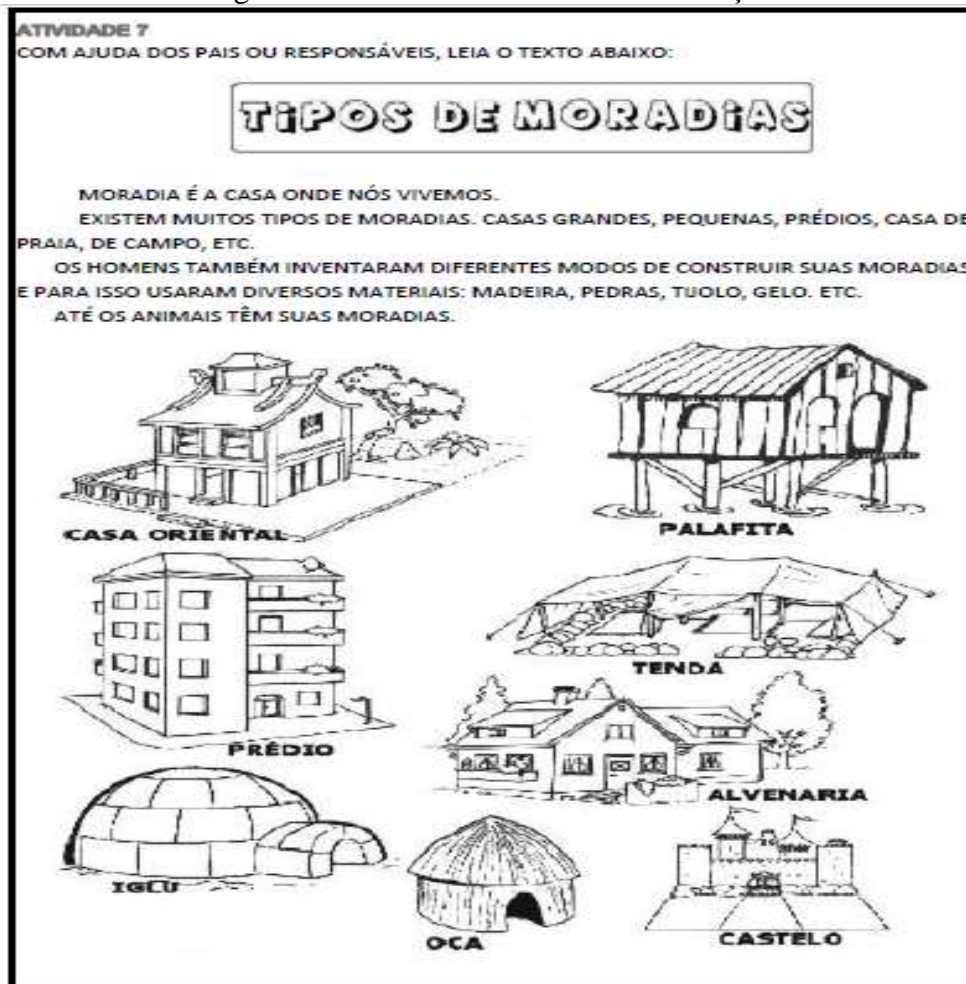 ATIVIDADE 7
COM AJUDA DOS PAIS OU RESPONSÁVEIS, LEIA O TEXTO ABAIXO:
TIPOS DE MORADIAS
MORADIA É A CASA ONDE NÓS VIVEMOS.
EXISTEM MUITOS TIPOS DE MORADIAS. CASAS GRANDES, PEQUENAS, PRÉDIOS, CASA DE
PRAIA, DE CAMPO, ETC.
OS HOMENS TAMBÉM INVENTARAM DIFERENTES MODOS DE CONSTRUIR SUAS MORADIAS
E PARA ISSO USARAM DIVERSOS MATERIAIS: MADEIRA, PEDRAS, TIJOLO, GELO. ETC.
ATÉ OS ANIMAIS TÊM SUAS MORADIAS.
CASA ORIENTAL
PALAFITA
TENDA
PRÉDIO
ALVENARIA
IGLU
OCA
CASTELO